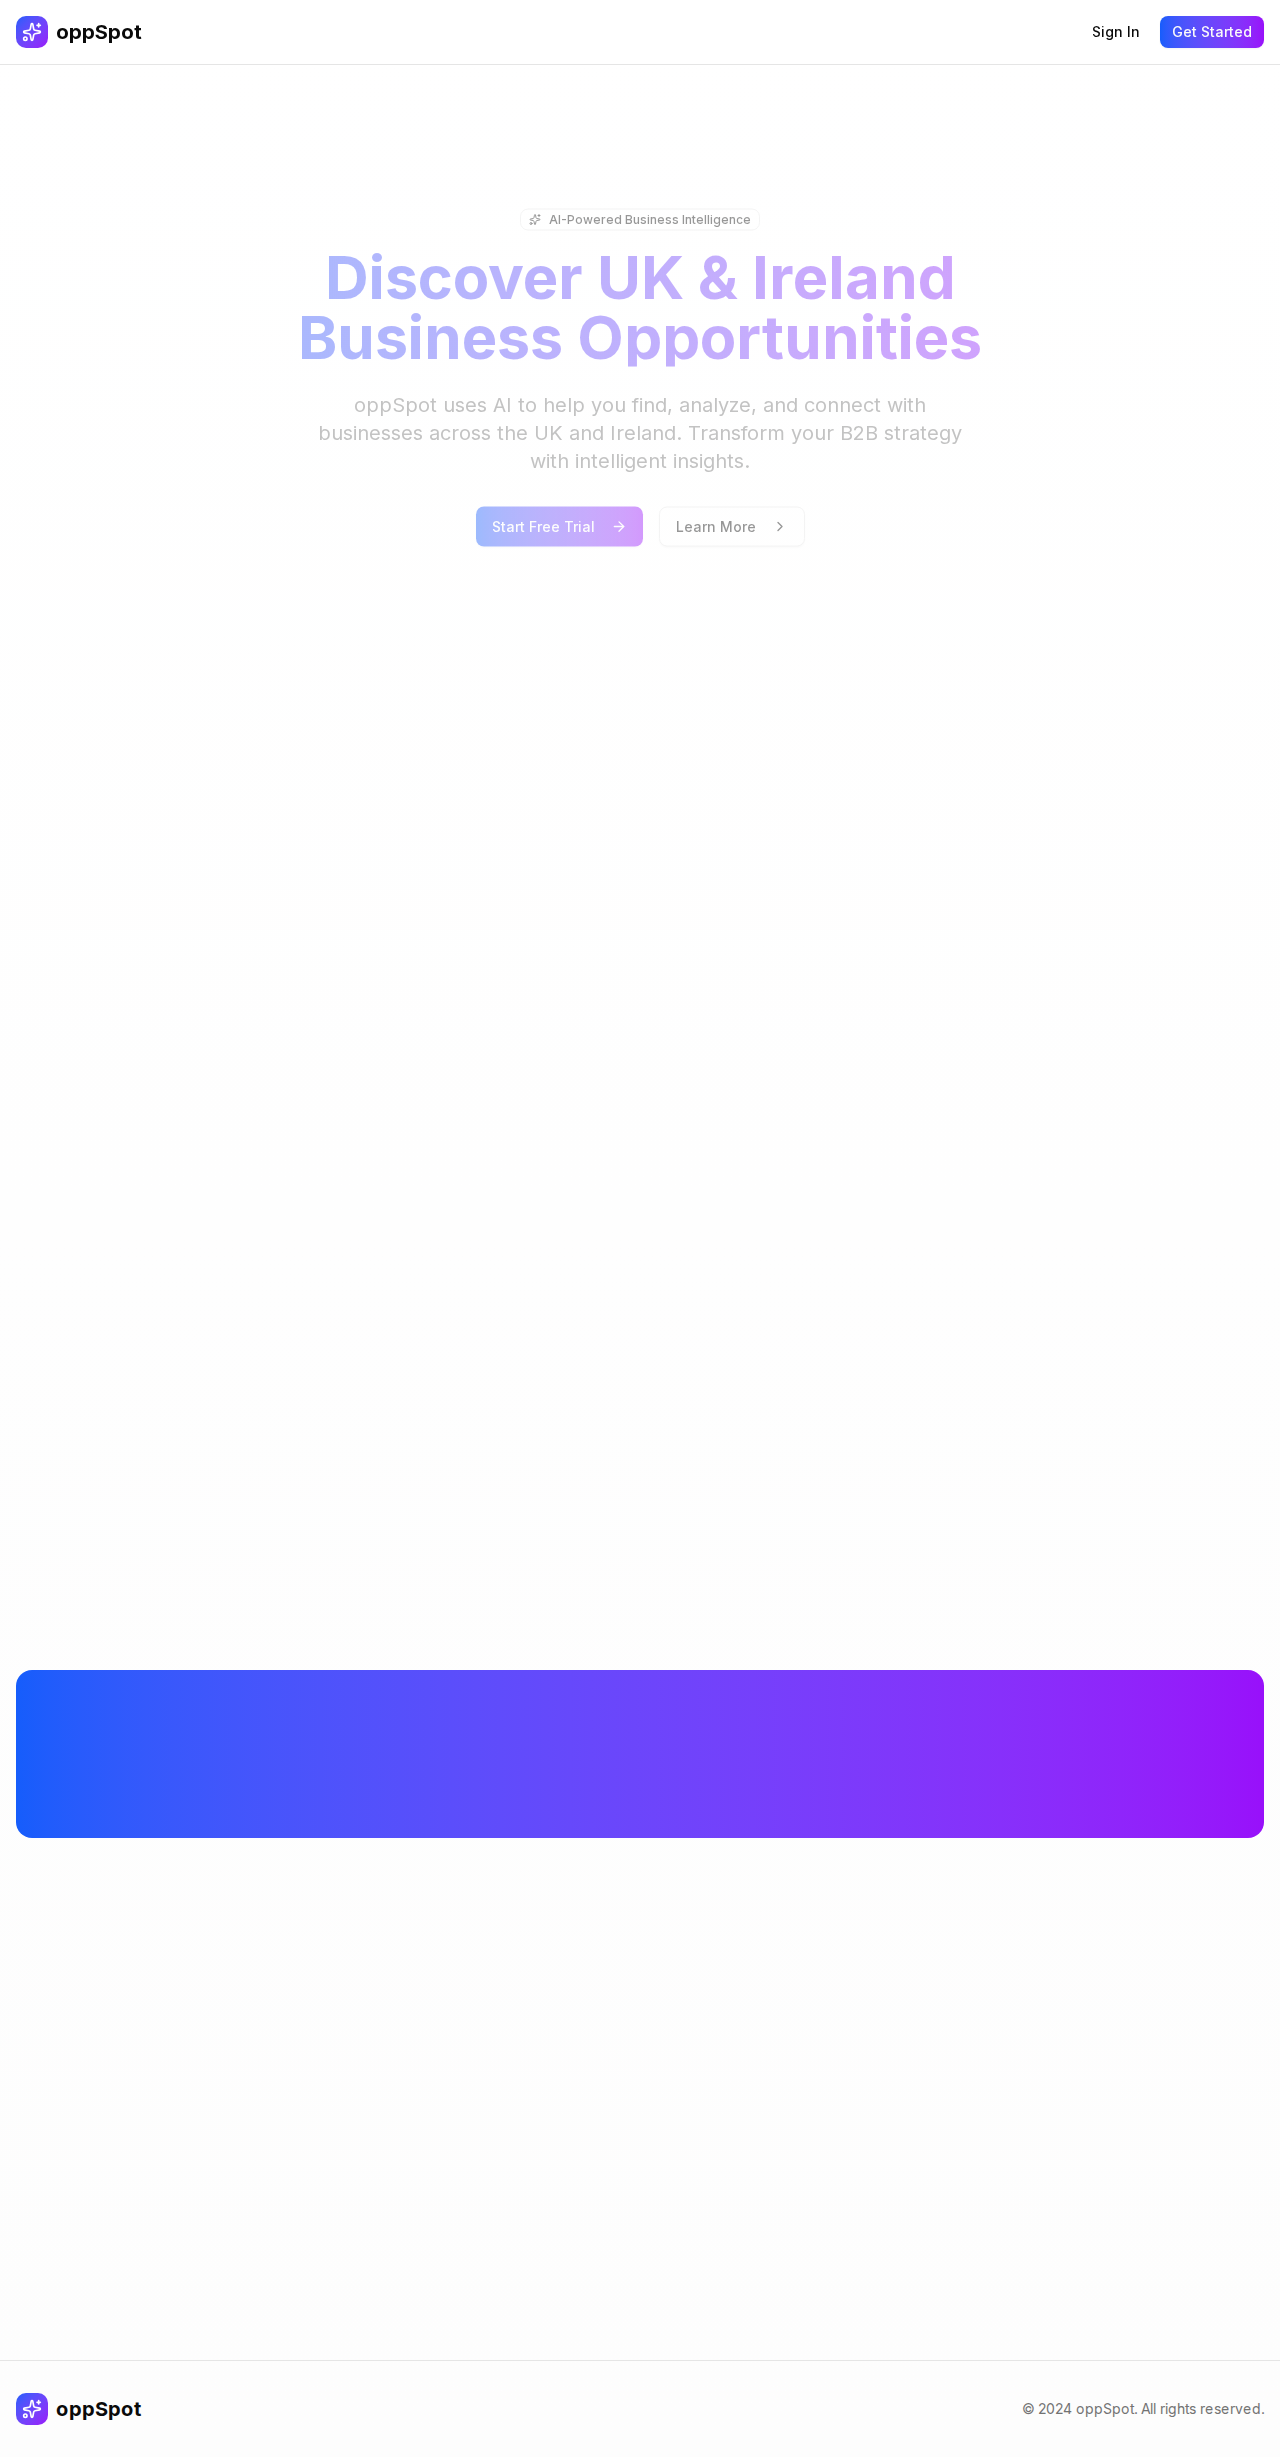 oppSpot
Sign In
Get Started
AI-Powered Business Intelligence
Discover UK & Ireland
Business Opportunities
oppSpot uses AI to help you find, analyze, and connect with
businesses across the UK and Ireland. Transform your B2B strategy
with intelligent insights.
Start Free Trial
Learn More
oppSpot
© 2024 oppSpot. All rights reserved.